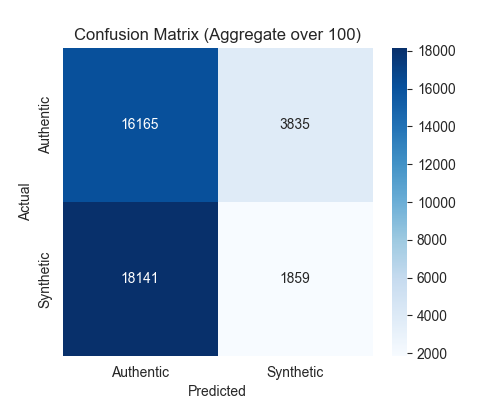 Confusion Matrix (Aggregate over 100)
Actual
Authentic
16165
3835
Synthetic
18141
1859
Authentic
Synthetic
Predicted
18000
16000
14000
12000
10000
8000
6000
4000
2000